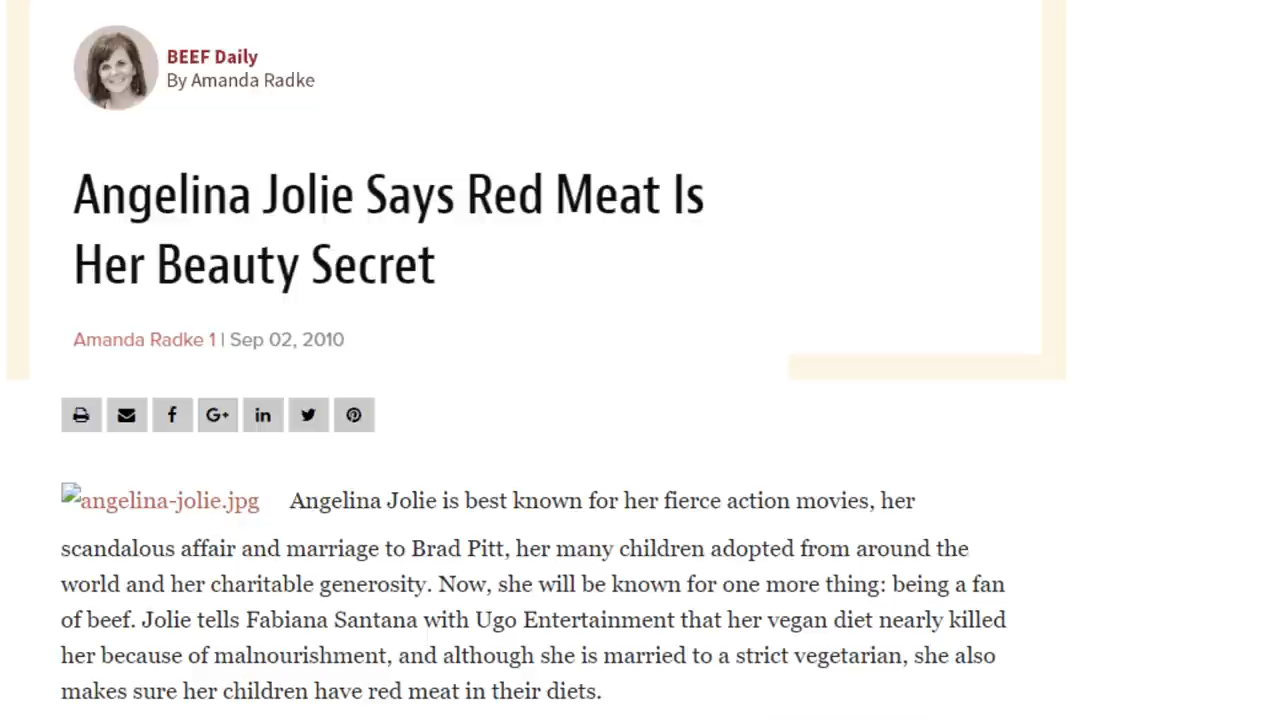 BEEF Daily
By Amanda Radke
Angelina Jolie Says Red Meat Is
Her Beauty Secret
Amanda Radke 1 | Sep 02, 2010
f G+ in
angelina-jolie.jpg Angelina Jolie is best known for her fierce action movies, her
scandalous affair and marriage to Brad Pitt, her many children adopted from around the
world and her charitable generosity. Now, she will be known for one more thing: being a fan
of beef. Jolie tells Fabiana Santana with Ugo Entertainment that her vegan diet nearly killed
her because of malnourishment, and although she is married to a strict vegetarian, she also
makes sure her children have red meat in their diets.